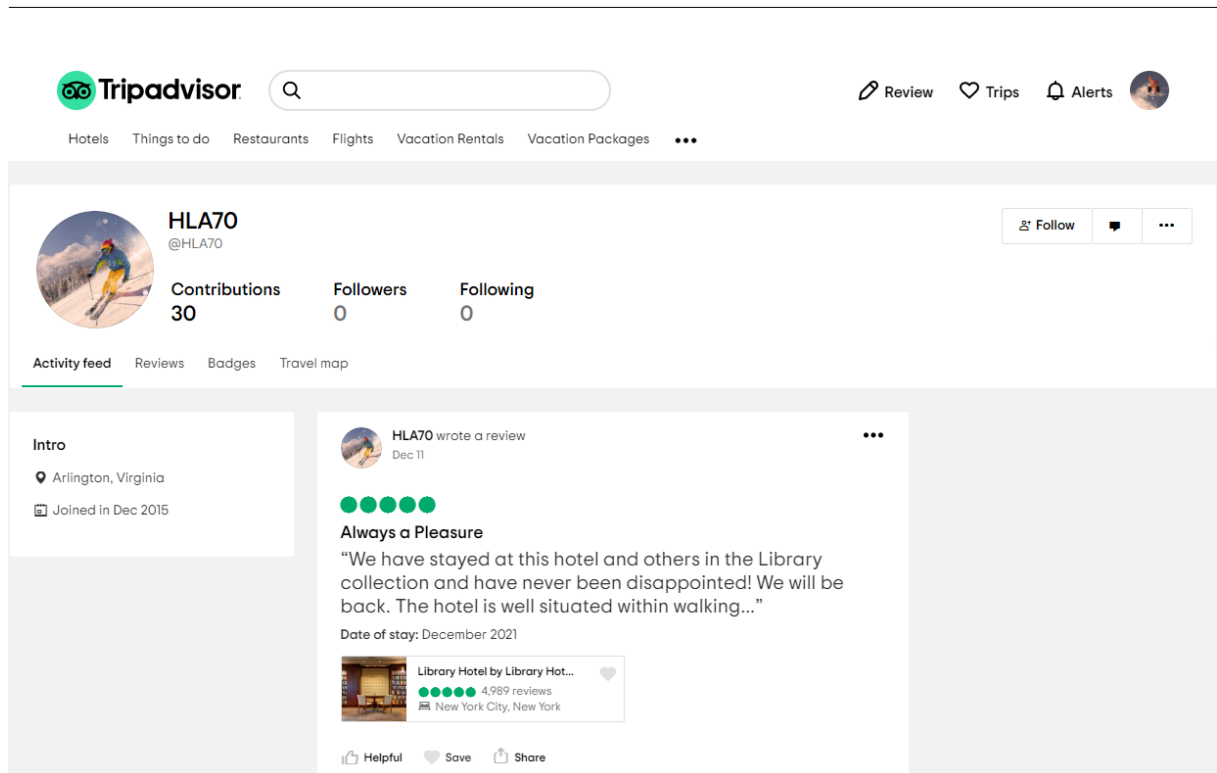 Tripadvisor
Review
Trips
Alerts
Hotels Things to do Restaurants Flights Vacation Rentals Vacation Packages
HLA70
@HLA70
Follow
Contributions Followers Following
30 0 0
Activity feed Reviews Badges Travel map
Intro
Arlington, Virginia
Joined in Dec 2015
HLA70 wrote a review
Dec 11
Always a Pleasure
“We have stayed at this hotel and others in the Library
collection and have never been disappointed! We will be
back. The hotel is well situated within walking...”
Date of stay: December 2021
Library Hotel by Library Hot...
4,989 reviews
New York City, New York
Helpful Save Share